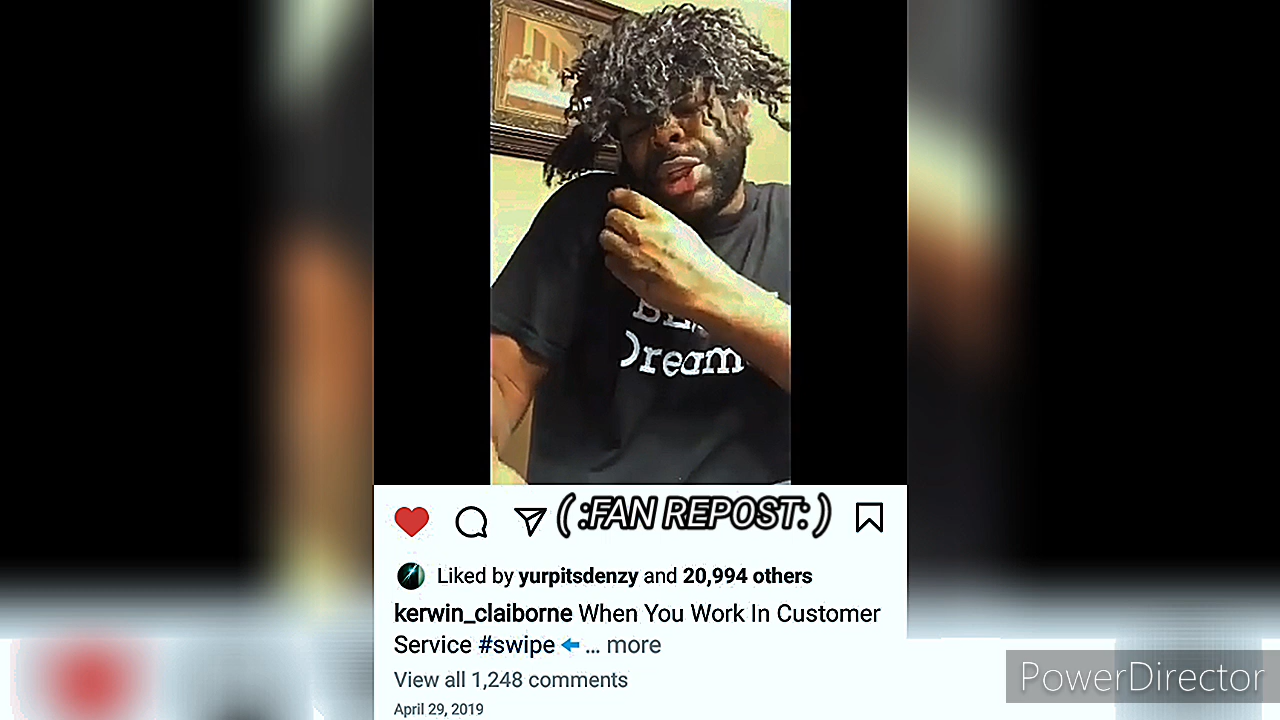 Dream
( :FAN REPOST: )
Liked by yurpitsdenzy and 20,994 others
kerwin_claiborne When You Work In Customer
Service #swipe ... more
View all 1,248 comments
April 29, 2019
PowerDirector